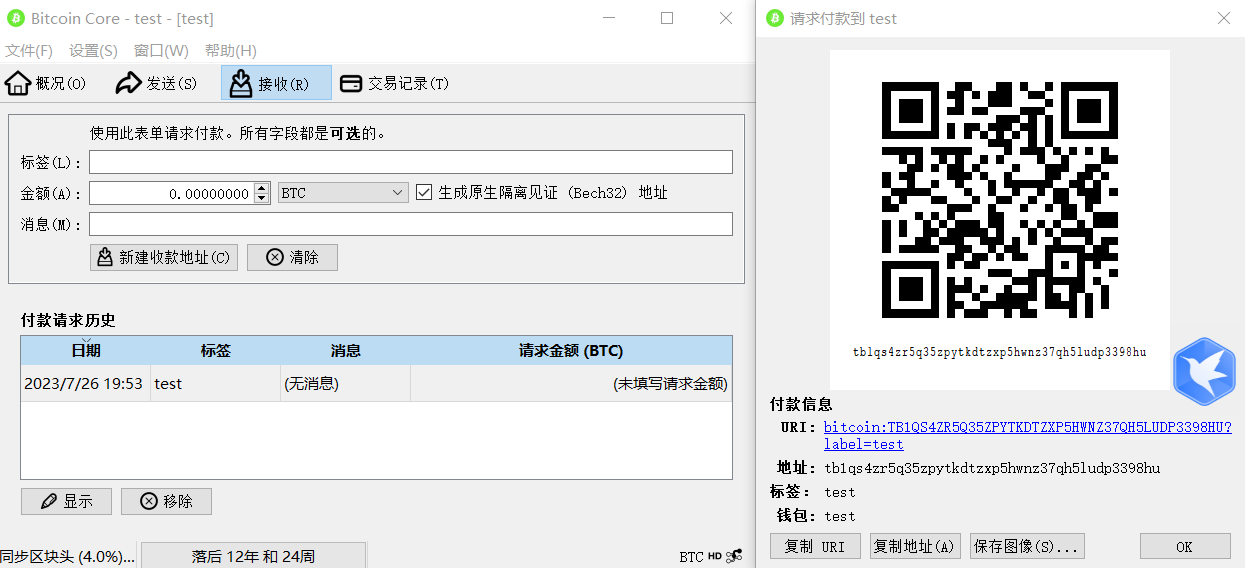 Bitcoin Core - test - [test]
文件(F) 设置(S) 窗口(W) 帮助(H)
概况(O) 发送(S) 接收(R) 交易记录(T)
使用此表单请求付款。所有字段都是可选的。
标签(L):
金额(A): 0.00000000 BTC 生成原生隔离见证 (Bech32) 地址
消息(M):
新建收款地址(C) 清除
付款请求历史
日期 标签 消息 请求金额 (BTC)
2023/7/26 19:53 test (无消息) (未填写请求金额)
显示 移除
同步区块头 (4.0%)... 落后 12年 和 24周 BTC HD
请求付款到 test
tb1qs4zr5q35zpytkdtzxp5hwnz37qh5ludp3398hu
付款信息
URI: bitcoin:TB1QS4ZR5Q35ZPYTKDTZXP5HWNZ37QH5LUDP3398HU?
label=test
地址: tb1qs4zr5q35zpytkdtzxp5hwnz37qh5ludp3398hu
标签: test
钱包: test
复制 URI 复制地址(A) 保存图像(S)... OK